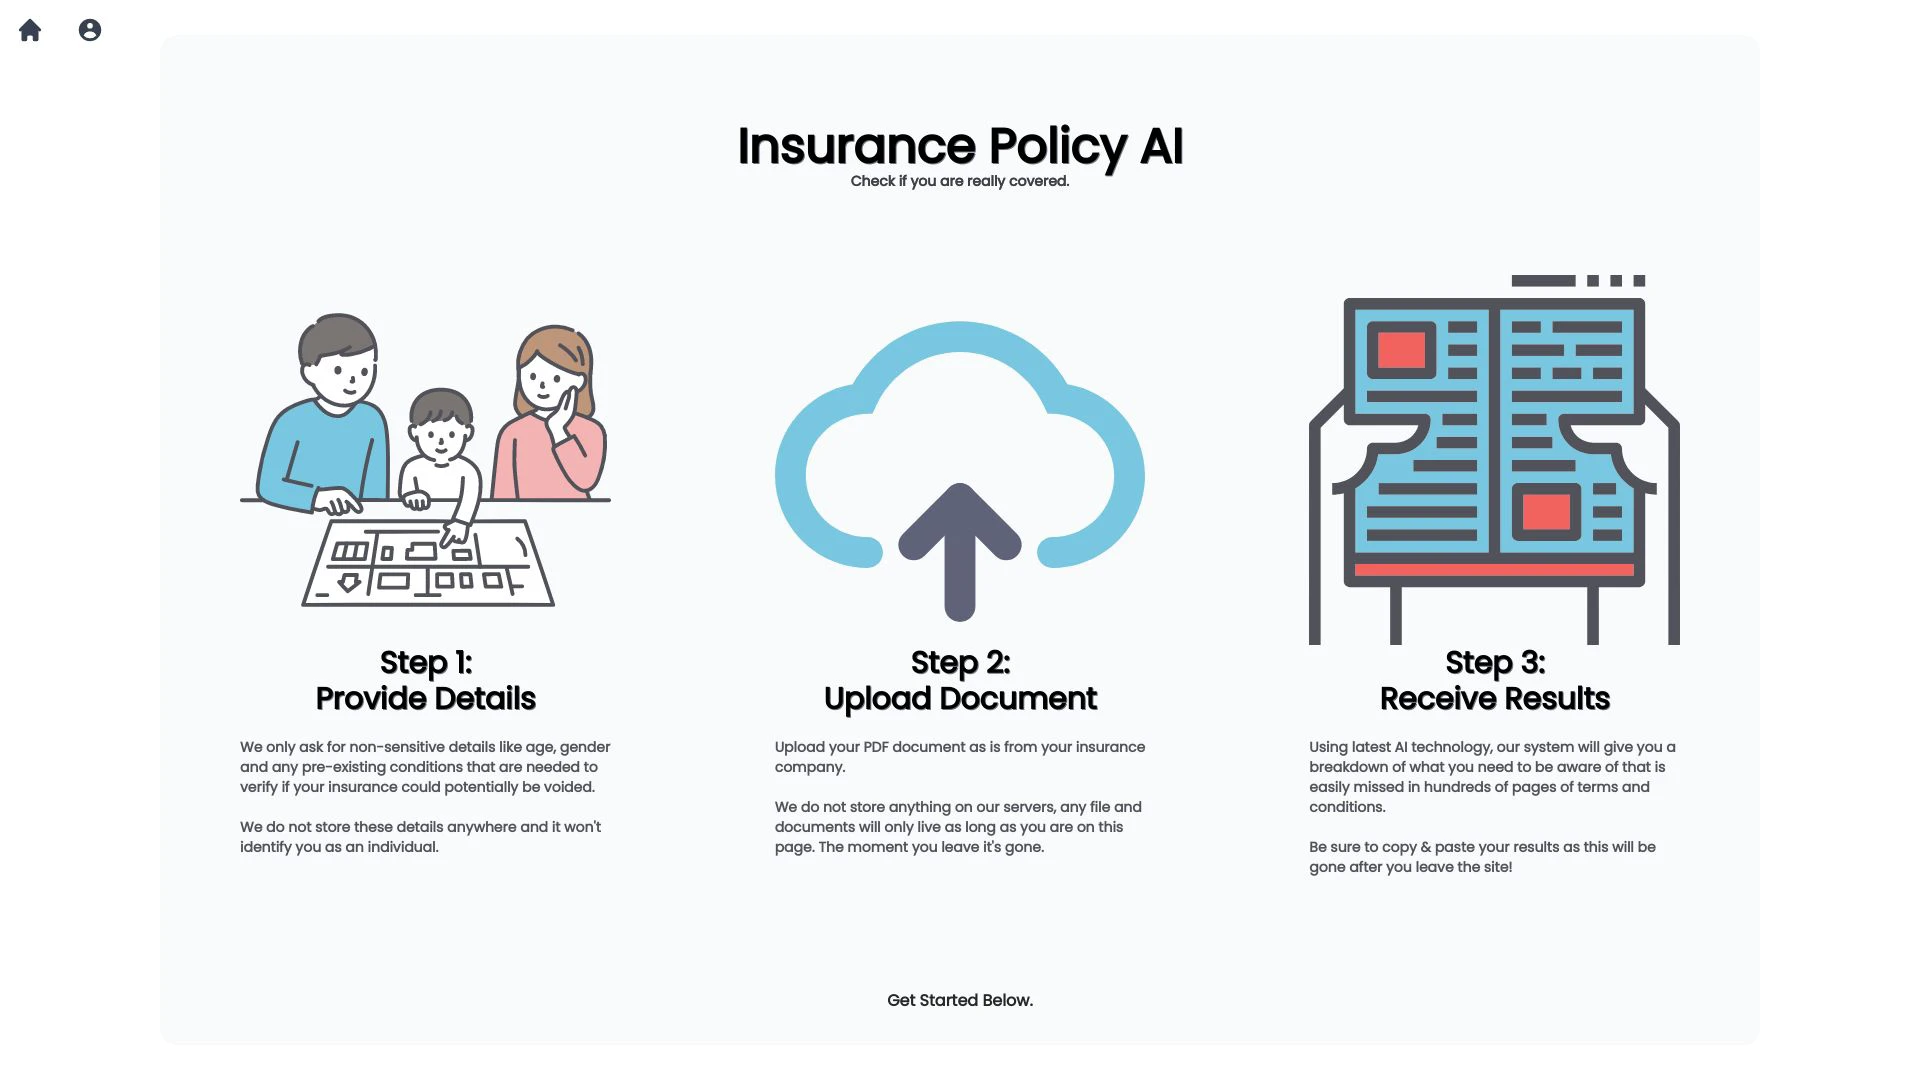 Insurance Policy AI
Check if you are really covered.
Step 1:
Provide Details
We only ask for non-sensitive details like age, gender
and any pre-existing conditions that are needed to
verify if your insurance could potentially be voided.
We do not store these details anywhere and it won't
identify you as an individual.
Step 2:
Upload Document
Upload your PDF document as is from your insurance
company.
We do not store anything on our servers, any file and
documents will only live as long as you are on this
page. The moment you leave it's gone.
Step 3:
Receive Results
Using latest AI technology, our system will give you a
breakdown of what you need to be aware of that is
easily missed in hundreds of pages of terms and
conditions.
Be sure to copy & paste your results as this will be
gone after you leave the site!
Get Started Below.